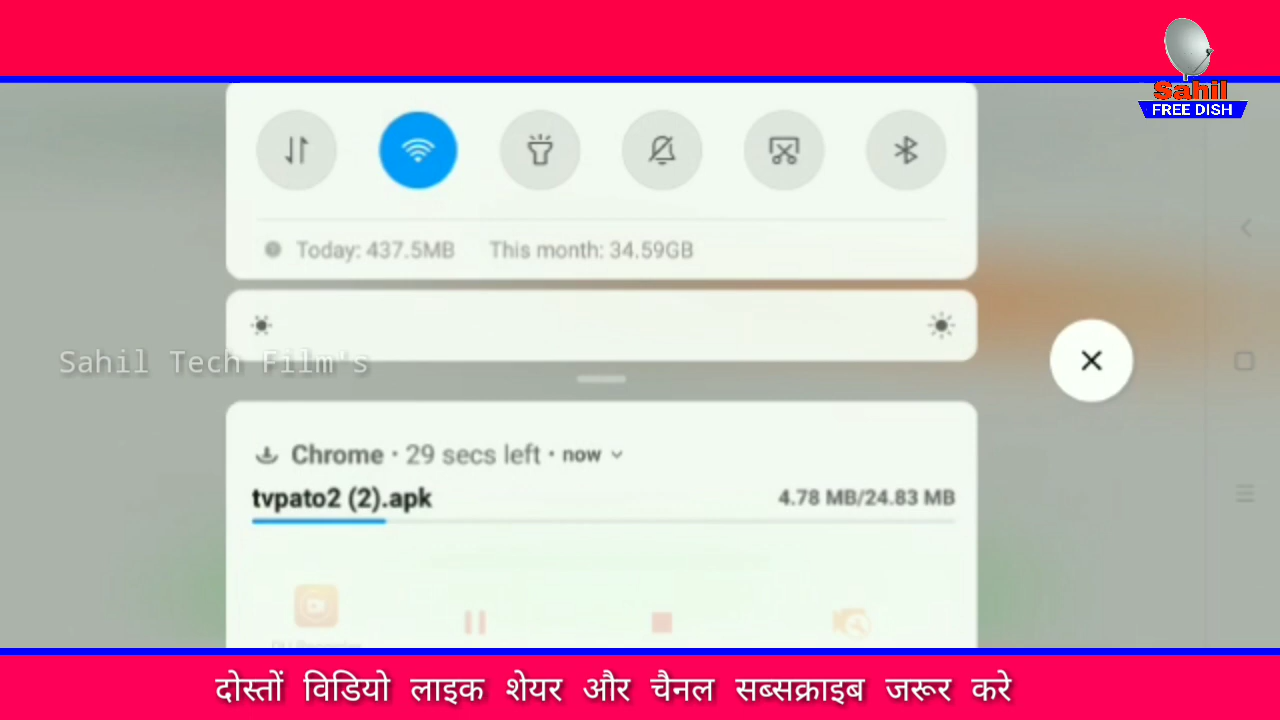 Sahil
FREE DISH
Today: 437.5MB This month: 34.59GB
Sahil Tech Film's
Chrome • 29 secs left • now
tvpato2 (2).apk 4.78 MB/24.83 MB
दोस्तों विडियो लाइक शेयर और चैनल सब्सक्राइब जरूर करे